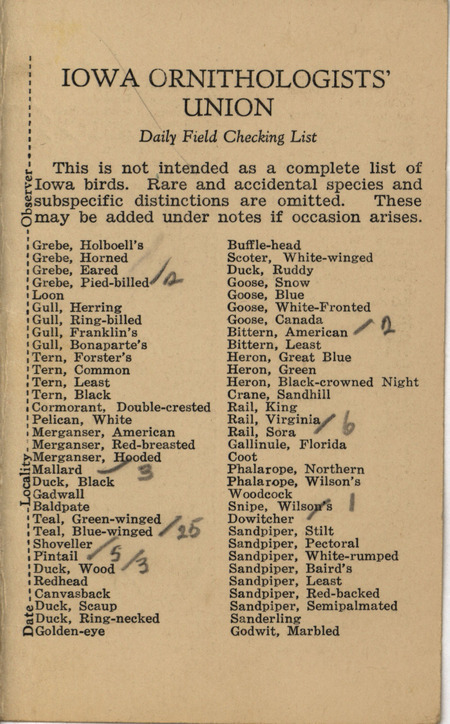 IOWA ORNITHOLOGISTS'
UNION
Daily Field Checking List
This is not intended as a complete list of
Iowa birds. Rare and accidental species and
subspecific distinctions are omitted. These
may be added under notes if occasion arises.
Date Locality Observer
Grebe, Holboell's
Grebe, Horned
Grebe, Eared
Grebe, Pied-billed / 2
Loon
Gull, Herring
Gull, Ring-billed
Gull, Franklin's
Gull, Bonaparte's
Tern, Forster's
Tern, Common
Tern, Least
Tern, Black
Cormorant, Double-crested
Pelican, White
Merganser, American
Merganser, Red-breasted
Merganser, Hooded
Mallard / 3
Duck, Black
Gadwall
Baldpate
Teal, Green-winged
Teal, Blue-winged / 25
Shoveller
Pintail / 5
Duck, Wood / 3
Redhead
Canvasback
Duck, Scaup
Duck, Ring-necked
Golden-eye
Buffle-head
Scoter, White-winged
Duck, Ruddy
Goose, Snow
Goose, Blue
Goose, White-Fronted
Goose, Canada
Bittern, American / 2
Bittern, Least
Heron, Great Blue
Heron, Green
Heron, Black-crowned Night
Crane, Sandhill
Rail, King
Rail, Virginia
Rail, Sora / 6
Gallinule, Florida
Coot
Phalarope, Northern
Phalarope, Wilson's
Woodcock
Snipe, Wilson's / 1
Dowitcher
Sandpiper, Stilt
Sandpiper, Pectoral
Sandpiper, White-rumped
Sandpiper, Baird's
Sandpiper, Least
Sandpiper, Red-backed
Sandpiper, Semipalmated
Sanderling
Godwit, Marbled